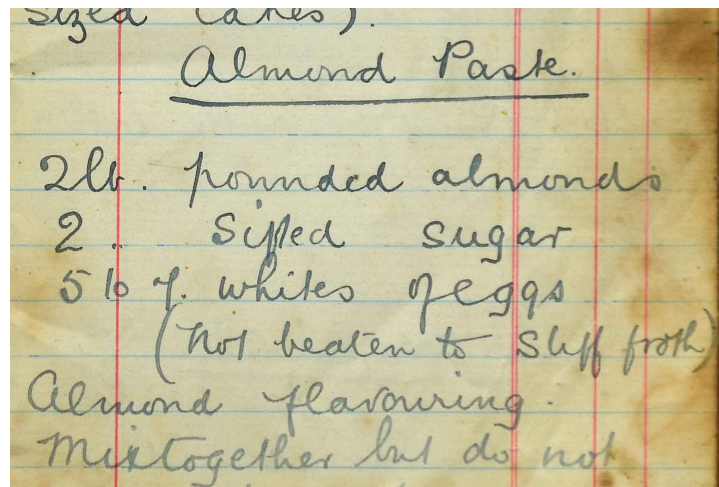 sized cakes).
Almond Paste.
2lb. pounded almonds
2 .. Sifted sugar
5 to 7. whites of eggs
(not beaten to stiff froth)
Almond flavouring.
Mix together but do not